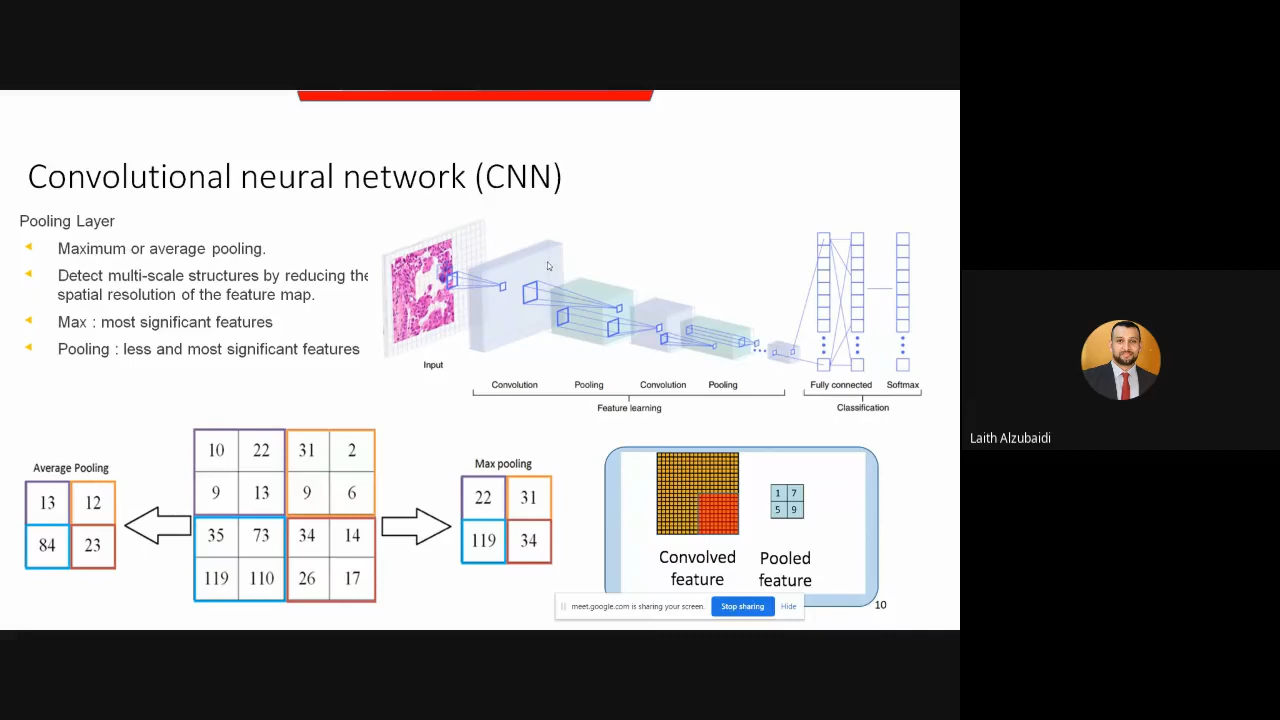 Convolutional neural network (CNN)
Pooling Layer
Maximum or average pooling.
Detect multi-scale structures by reducing the
spatial resolution of the feature map.
Max : most significant features
Pooling : less and most significant features
Input
Convolution Pooling Convolution Pooling
Fully connected Softmax
Feature learning
Classification
Average Pooling
13 12
84 23
10 22 31 2
9 13 9 6
35 73 34 14
119 110 26 17
Max pooling
22 31
119 34
1 7
5 9
Convolved
feature
Pooled
feature
10
meet.google.com is sharing your screen.
Stop sharing
Hide
Laith Alzubaidi